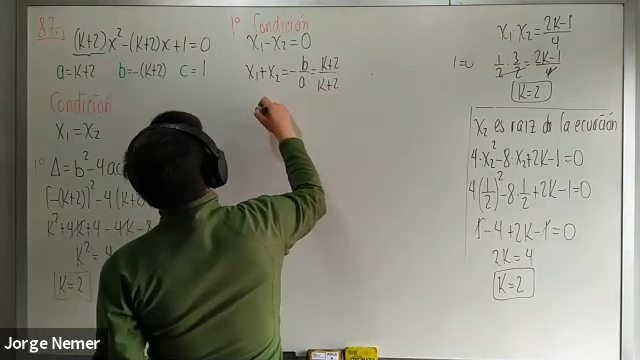 87.
(k+2)x²-(k+2)x+1=0
a=k+2 b=-(k+2) c=1
Condición
x₁=x₂
1° Δ=b²-4ac
[-(k+2)]²-4(k+2)
k²+4k+4-4k-8
k²=4
k=2
1° Condición
x₁-x₂=0
x₁+x₂=-b/a=k+2/k+2
x₁x₂=2k-1/4
1/2·3/2=2k-1/4
k=2
x₂ es raíz de la ecuación
4·x₂²-8·x₂+2k-1=0
4(1/2)²-8·1/2+2k-1=0
1-4+2k-1=0
2k=4
k=2
Jorge Nemer